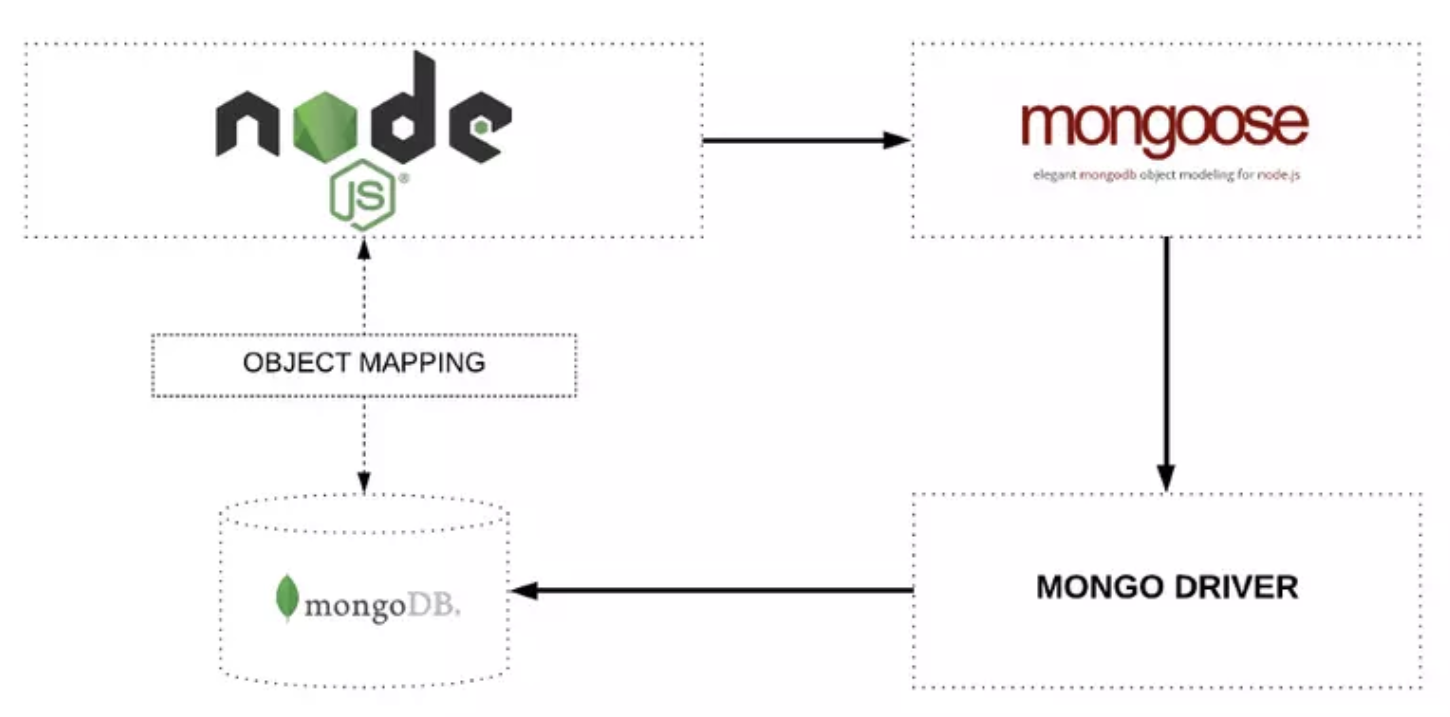 node
JS®
mongoose
elegant mongodb object modeling for node.js
OBJECT MAPPING
mongoDB.
MONGO DRIVER